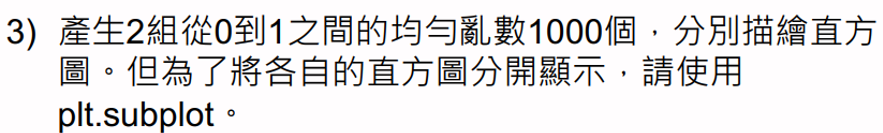 3) 產生2組從0到1之間的均勻亂數1000個，分別描繪直方
圖。但為了將各自的直方圖分開顯示，請使用
plt.subplot。